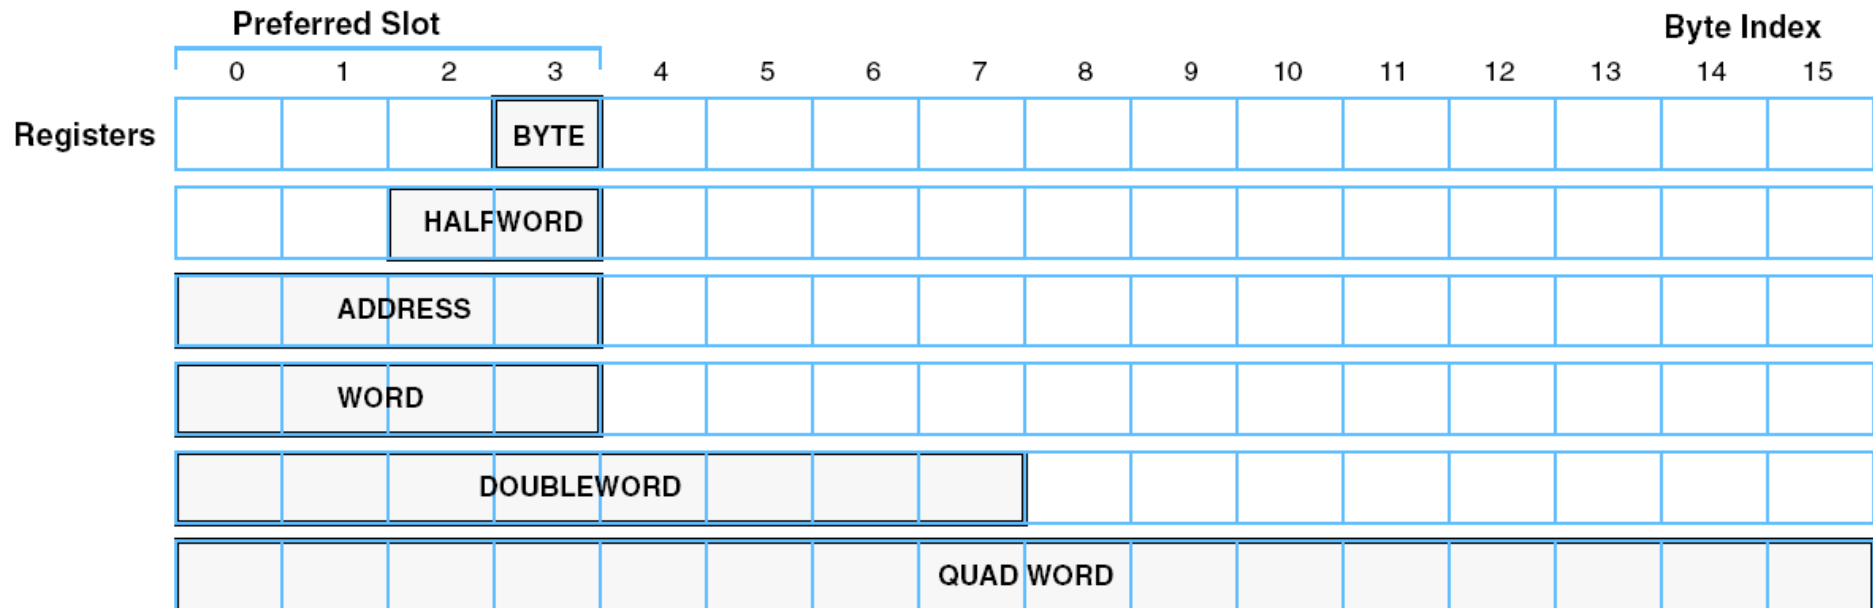 Preferred Slot Byte Index
0 1 2 3 4 5 6 7 8 9 10 11 12 13 14 15
Registers BYTE
HALFWORD
ADDRESS
WORD
DOUBLEWORD
QUAD WORD